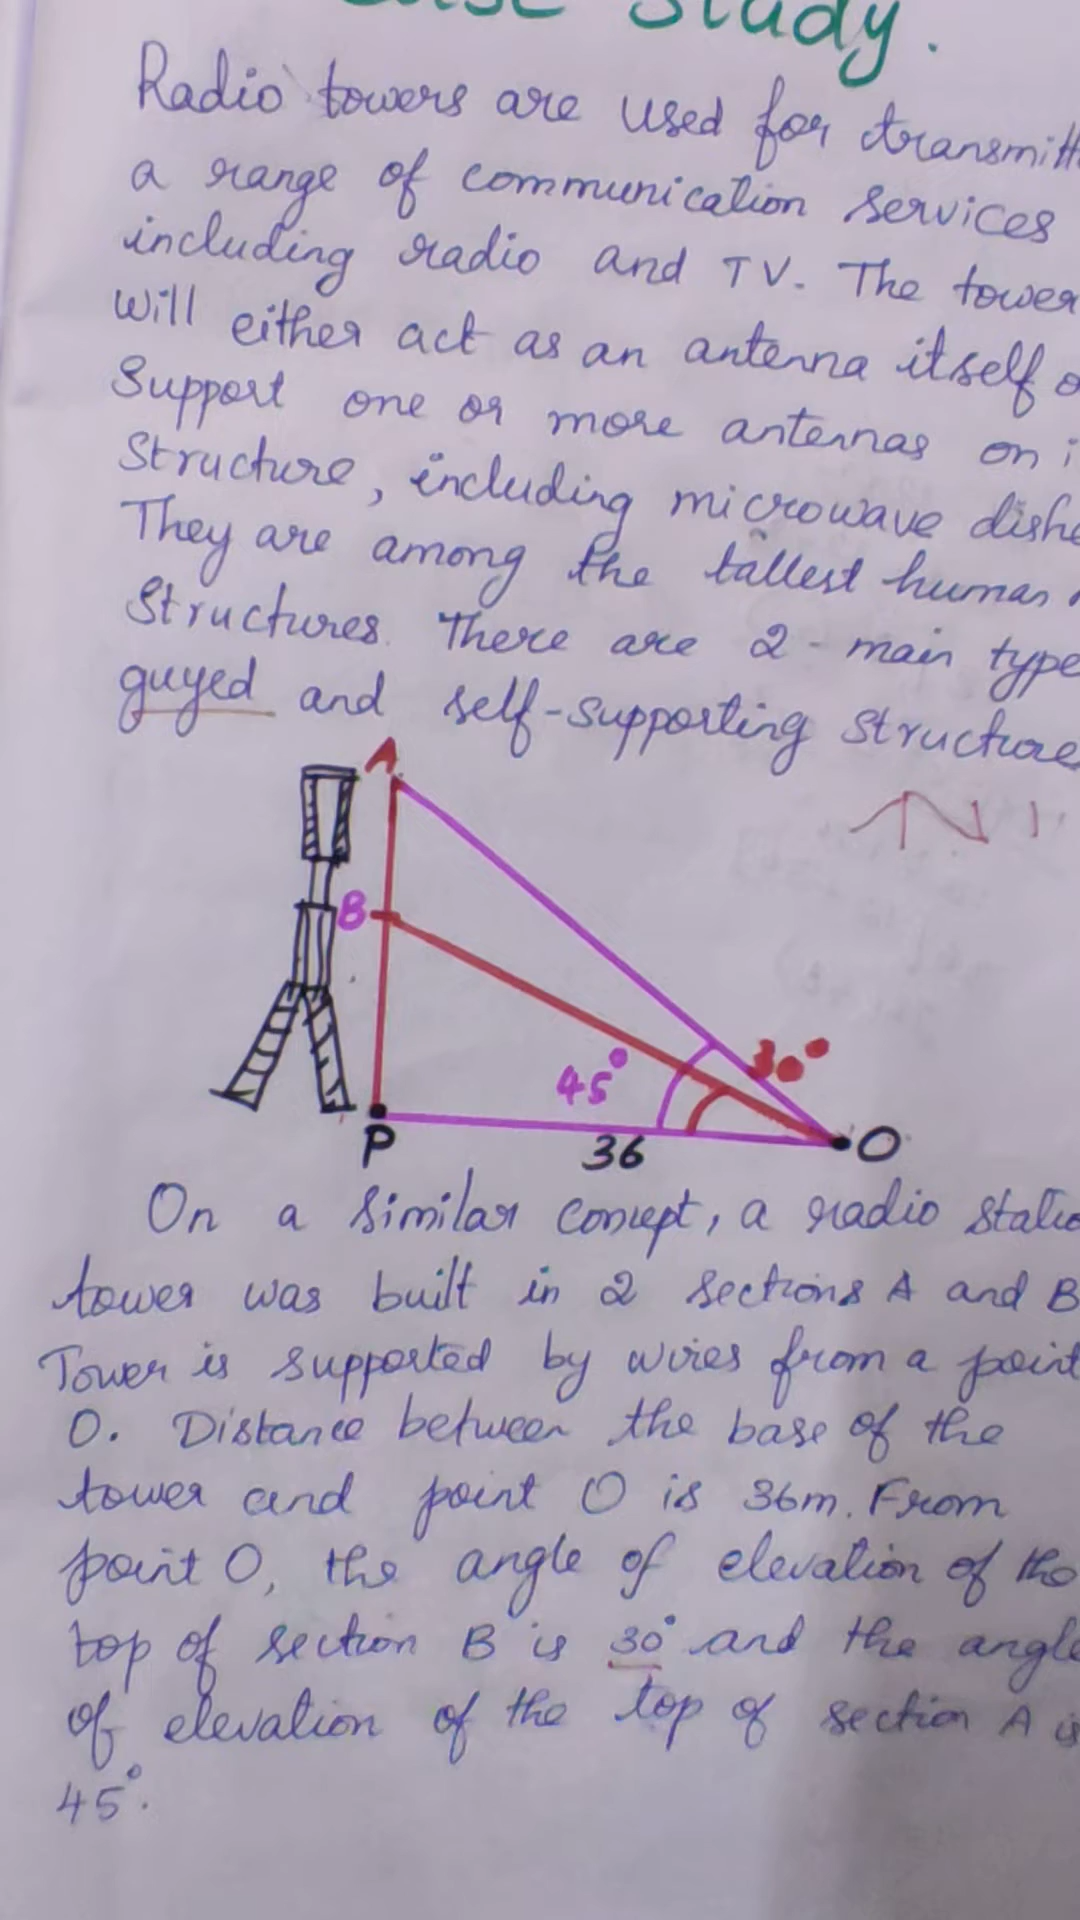 Study.
Radio towers are used for transmitt
a range of communication services
including radio and TV. The tower
will either act as an antenna itself o
Support one or more antennas on i
Structure, including microwave dishe
They are among the tallest human
Structures. There are 2 - main type
guyed and self-supporting structure
A
B
45° 30°
P 36 O
On a similar concept, a radio statio
tower was built in 2 sections A and B
Tower is supported by wires from a point
O. Distance between the base of the
tower and point O is 36m. From
point O, the angle of elevation of the
top of section B is 30° and the angle
of elevation of the top of section A is
45°.